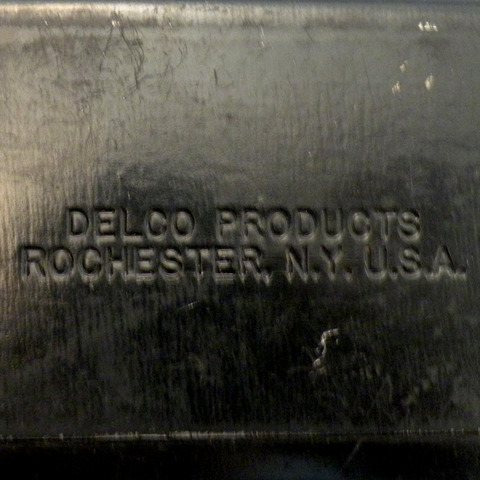 DELCO PRODUCTS
ROCHESTER, N.Y. U.S.A.